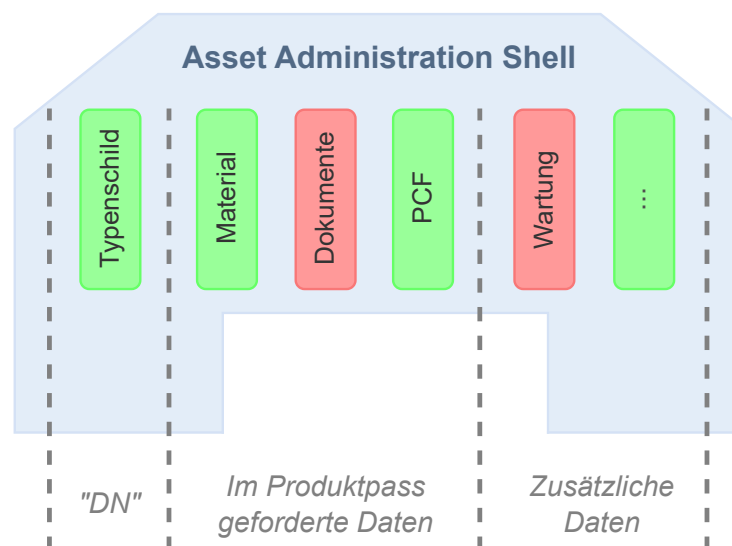 Asset Administration Shell
Typenschild
Material
Dokumente
PCF
Wartung
...
"DN"
Im Produktpass
geforderte Daten
Zusätzliche
Daten